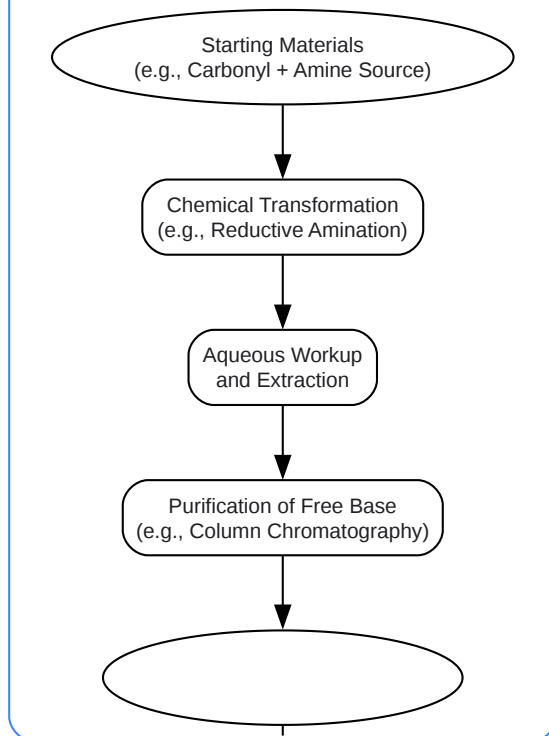 Starting Materials
(e.g., Carbonyl + Amine Source)
Chemical Transformation
(e.g., Reductive Amination)
Aqueous Workup
and Extraction
Purification of Free Base
(e.g., Column Chromatography)